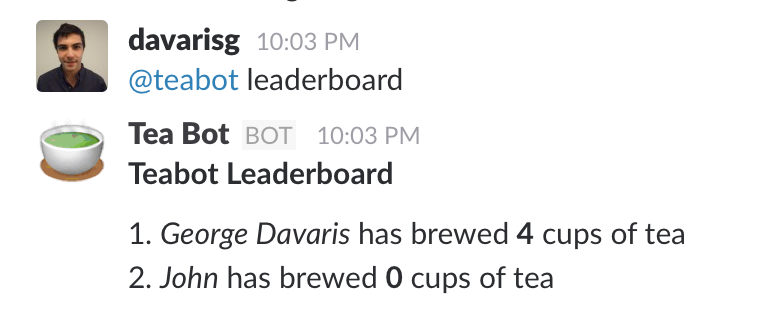 davarisg 10:03 PM
@teabot leaderboard
Tea Bot BOT 10:03 PM
Teabot Leaderboard
1. George Davaris has brewed 4 cups of tea
2. John has brewed 0 cups of tea